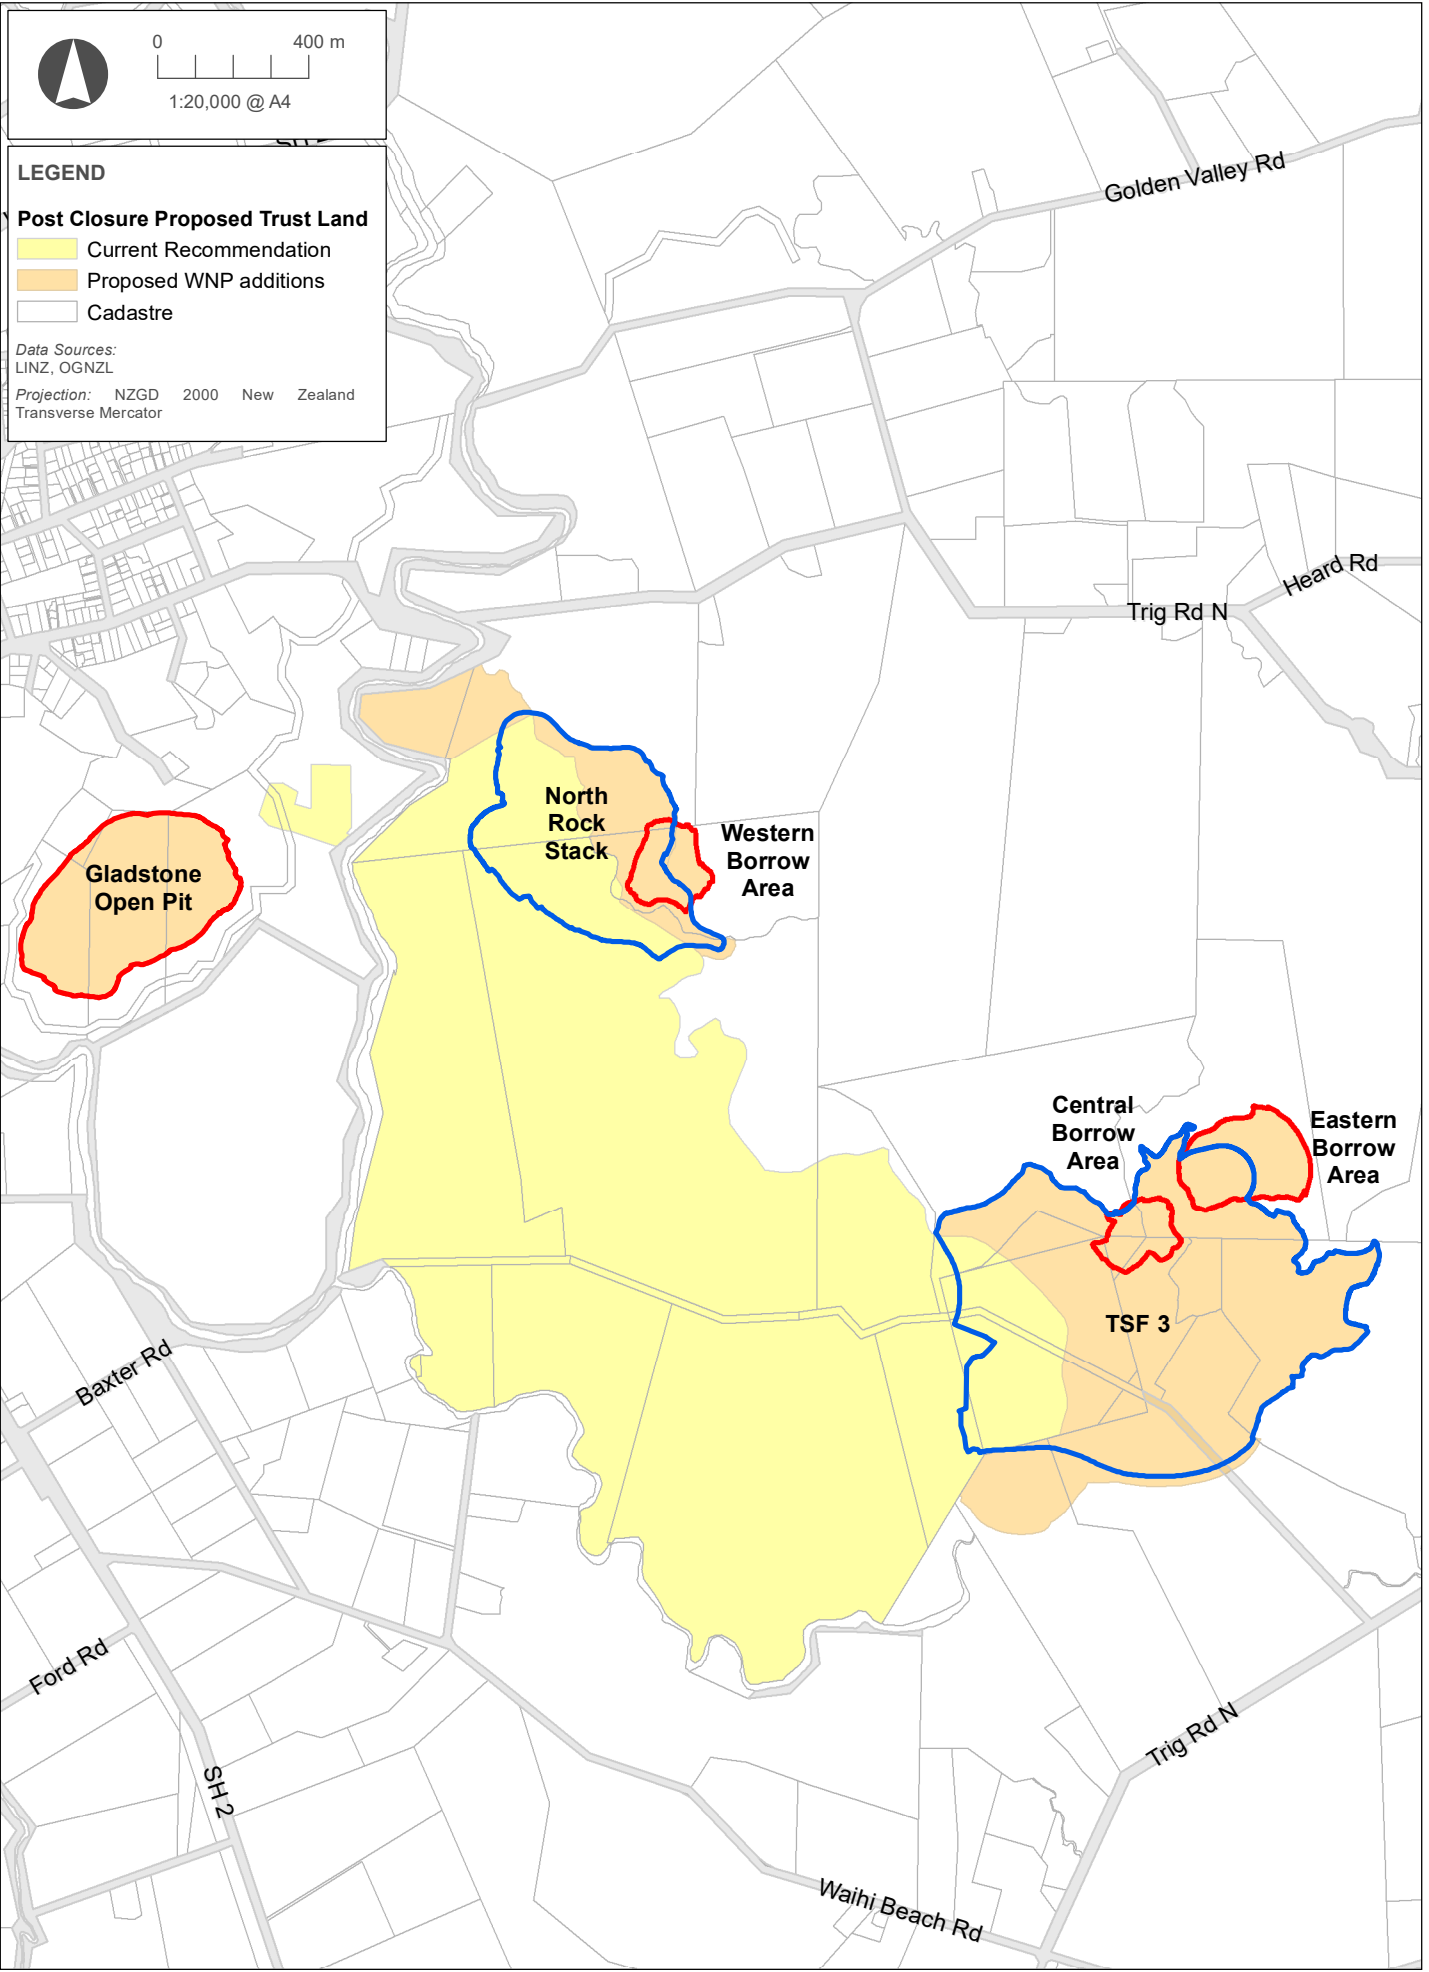 0 400 m
1:20,000 @ A4
LEGEND
Post Closure Proposed Trust Land
Current Recommendation
Proposed WNP additions
Cadastre
Data Sources:
LINZ, OGNZL
Projection: NZGD 2000 New Zealand
Transverse Mercator
Golden Valley Rd
Heard Rd
Trig Rd N
North
Rock
Stack
Western
Borrow
Area
Gladstone
Open Pit
Central
Borrow
Area
Eastern
Borrow
Area
TSF 3
Baxter Rd
Ford Rd
SH 2
Trig Rd N
Waihi Beach Rd